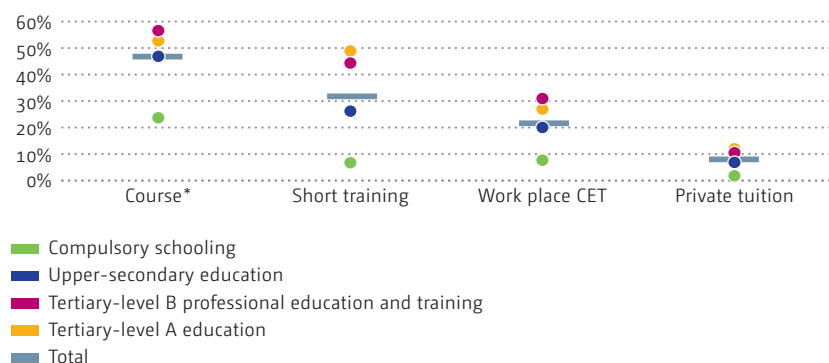 60%
50%
40%
30%
20%
10%
0%
Course*
Short training
Work place CET
Private tuition
Compulsory schooling
Upper-secondary education
Tertiary-level B professional education and training
Tertiary-level A education
Total